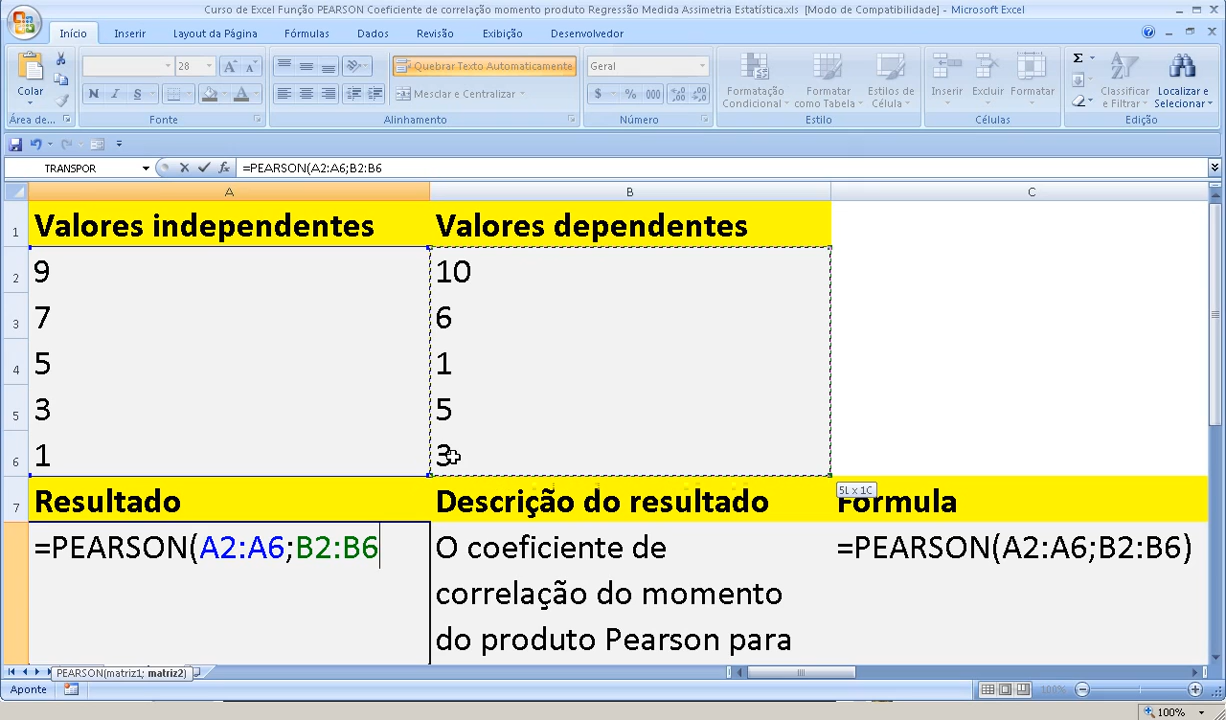 Curso de Excel Função PEARSON Coeficiente de correlação momento produto Regressão Medida Assimetria Estatística.xls [Modo de Compatibilidade] - Microsoft Excel
Início Inserir Layout da Página Fórmulas Dados Revisão Exibição Desenvolvedor
Colar
28 A A
Quebrar Texto Automaticamente
Geral
N I S
Mesclar e Centralizar
$ % 000
Formatação Condicional
Formatar como Tabela
Estilos de Célula
Inserir Excluir Formatar
Classificar e Filtrar
Localizar e Selecionar
Área de... Fonte Alinhamento Número Estilo Células Edição
TRANSPOR fx =PEARSON(A2:A6;B2:B6
A B C
1 Valores independentes Valores dependentes
2 9 10
3 7 6
4 5 1
5 3 5
6 1 3
5L x 1C
7 Resultado Descrição do resultado Fórmula
=PEARSON(A2:A6;B2:B6 O coeficiente de =PEARSON(A2:A6;B2:B6)
correlação do momento
do produto Pearson para
PEARSON(matriz1; matriz2)
Aponte 100%
100%